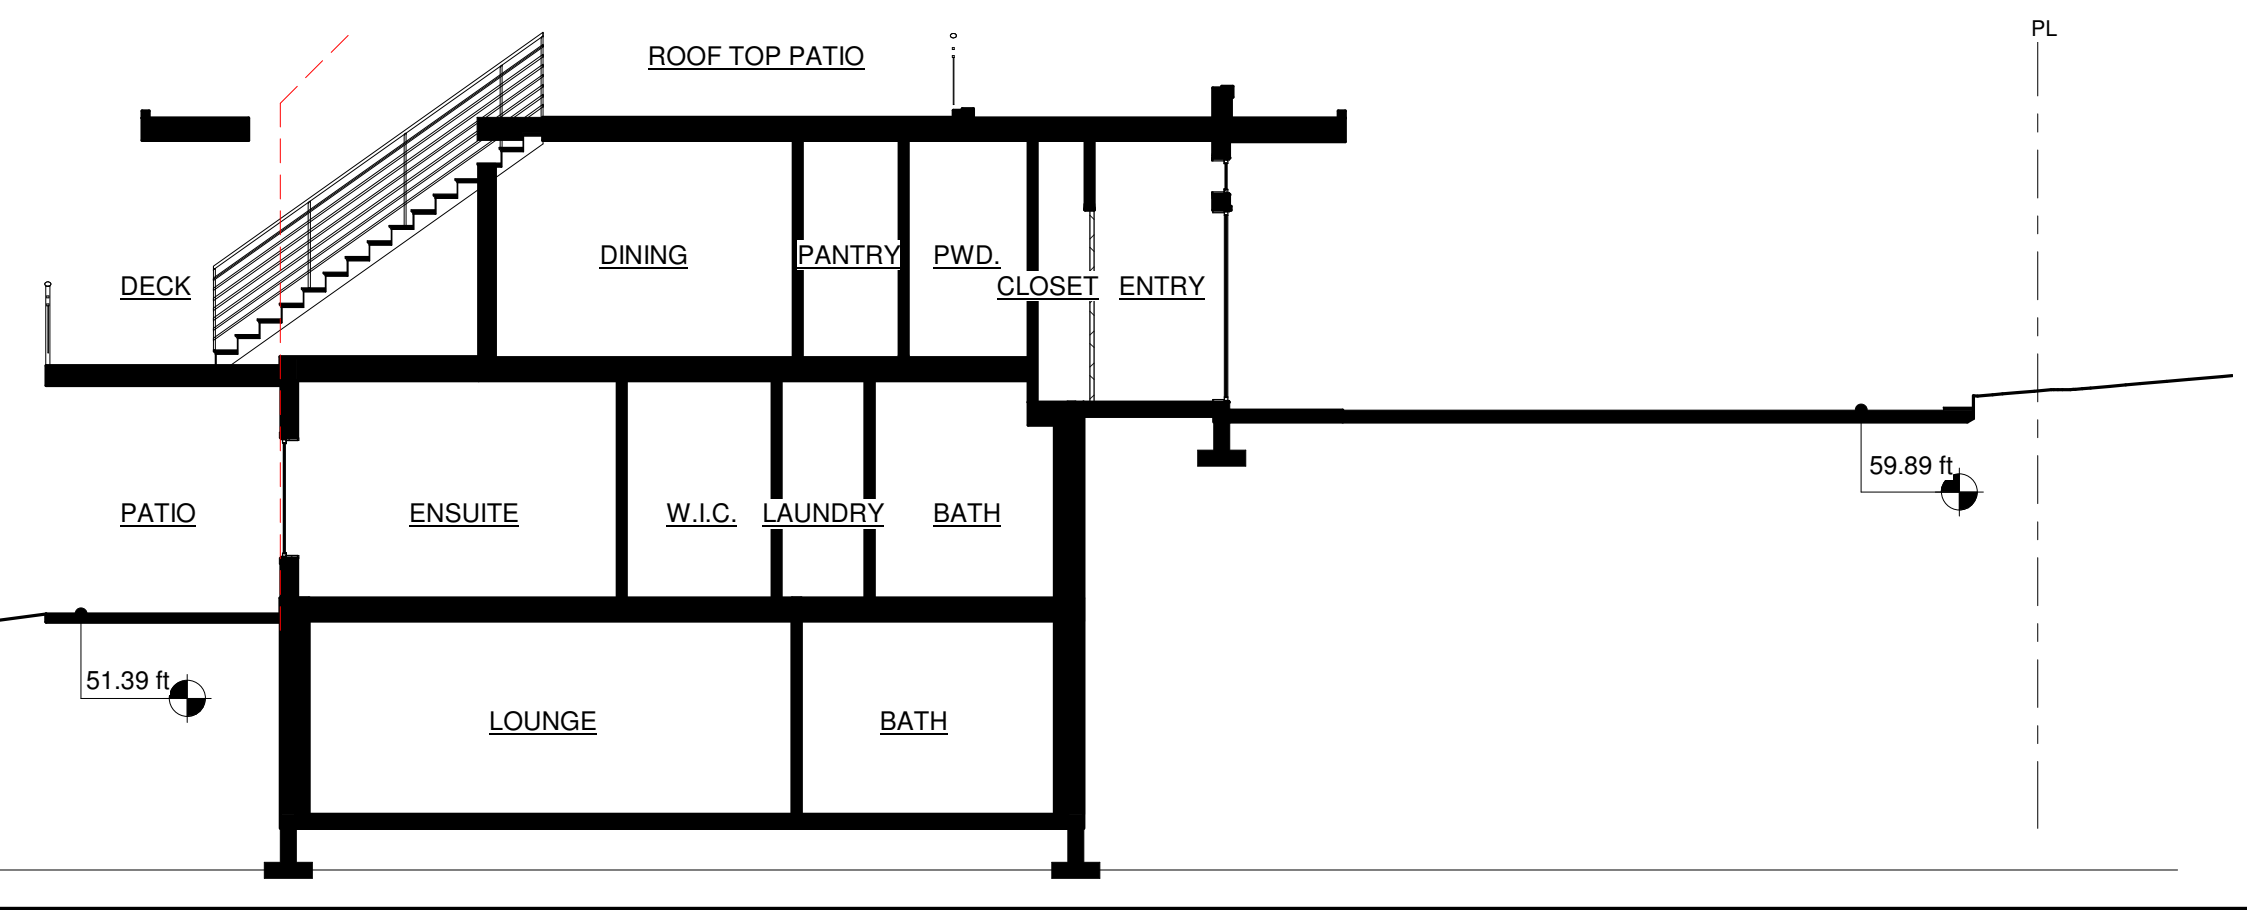 PL
ROOF TOP PATIO
DINING
PANTRY
PWD.
DECK
CLOSET
ENTRY
59.89 ft
PATIO
ENSUITE
W.I.C.
LAUNDRY
BATH
51.39 ft
LOUNGE
BATH